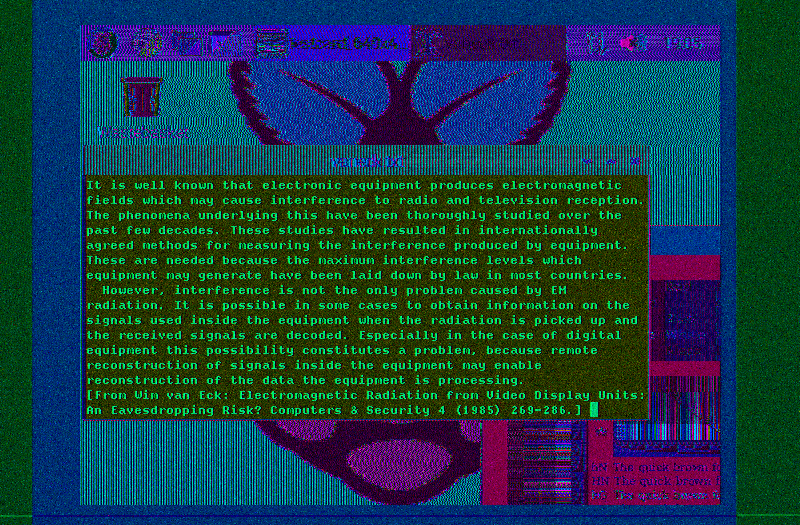 It is well known that electronic equipment produces electromagnetic
fields which may cause interference to radio and television reception.
The phenomena underlying this have been thoroughly studied over the
past few decades. These studies have resulted in internationally
agreed methods for measuring the interference produced by equipment.
These are needed because the maximum interference levels which
equipment may generate have been laid down by law in most countries.
However, interference is not the only problem caused by EM
radiation. It is possible in some cases to obtain information on the
signals used inside the equipment when the radiation is picked up and
the received signals are decoded. Especially in the case of digital
equipment this possibility constitutes a problem, because remote
reconstruction of signals inside the equipment may enable
reconstruction of the data the equipment is processing.
[From Wim van Eck: Electromagnetic Radiation from Video Display Units:
An Eavesdropping Risk? Computers & Security 4 (1985) 269-286.]
The quick brown
The quick brown
The quick brown